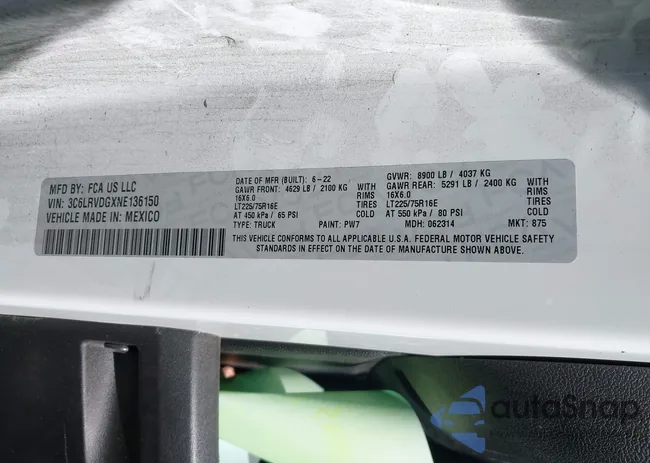 MFD BY: FCA US LLC
VIN: 3C6LRVDGXNE136150
VEHICLE MADE IN: MEXICO
DATE OF MFR (BUILT): 6-22
GAWR FRONT: 4629 LB / 2100 KG
16X6.0
LT225/75R16E
AT 450 kPa / 65 PSI
TYPE: TRUCK
WITH
TIRES
RIMS
PAINT: PW7
GVWR: 8900 LB / 4037 KG
GAWR REAR: 5291 LB / 2400 KG
16X6.0
LT225/75R16E
AT 550 kPa / 80 PSI
MDH: 062314
WITH
TIRES
RIMS
MKT: 875
THIS VEHICLE CONFORMS TO ALL APPLICABLE U.S.A. FEDERAL MOTOR VEHICLE SAFETY
STANDARDS IN EFFECT ON THE DATE OF MANUFACTURE SHOWN ABOVE.
autoSnap